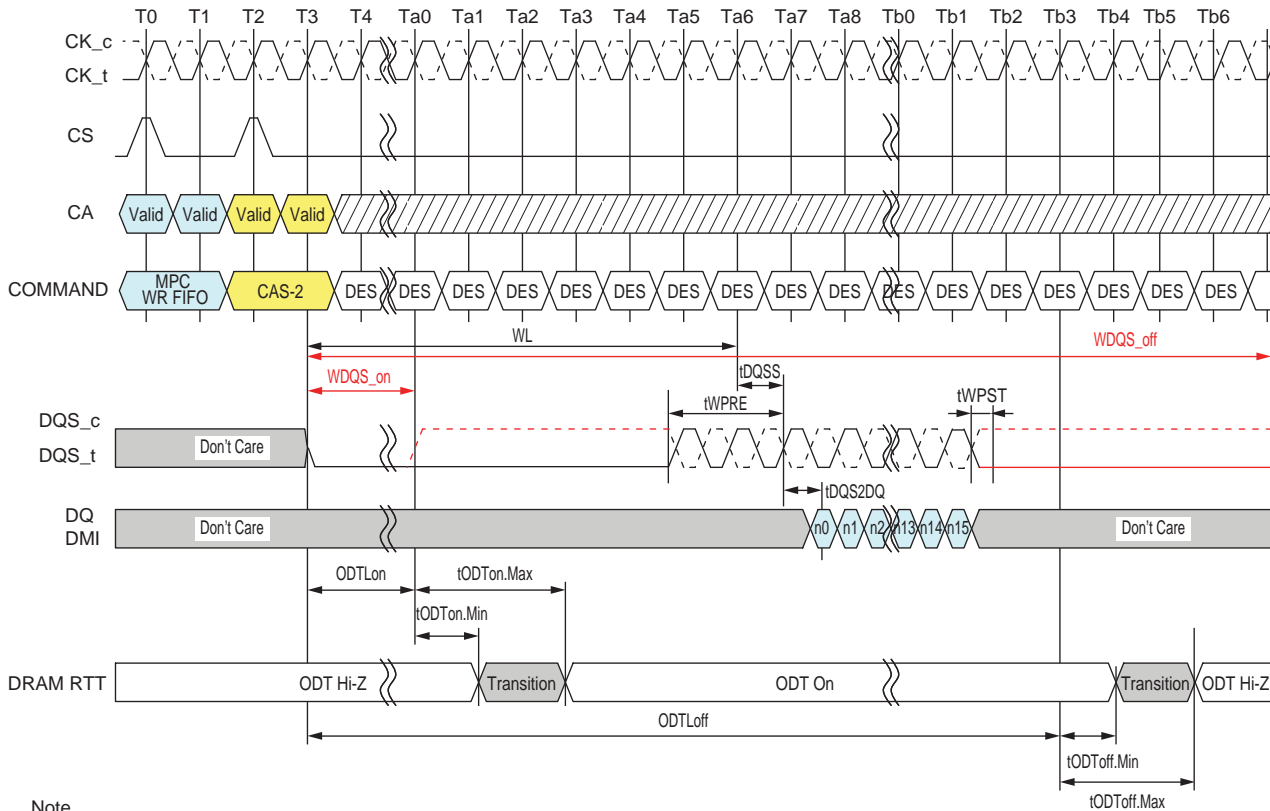 T0 T1 T2 T3 T4 Ta0 Ta1 Ta2 Ta3 Ta4 Ta5 Ta6 Ta7 Ta8 Tb0 Tb1 Tb2 Tb3 Tb4 Tb5 Tb6
CK_c
CK_t
CS
CA Valid Valid Valid Valid
COMMAND MPC WR FIFO CAS-2 DES DES DES DES DES DES DES DES DES DES DES DES DES DES DES DES DES
WL
WDQS_off
WDQS_on
tDQSS
tWPRE
tWPST
DQS_c
DQS_t
Don't Care
tDQS2DQ
DQ
DMI
Don't Care n0 n1 n2 n13 n14 n15 Don't Care
ODTLon
tODTon.Max
tODTon.Min
DRAM RTT ODT Hi-Z Transition ODT On Transition ODT Hi-Z
ODTLoff
tODToff.Min
tODToff.Max
Note